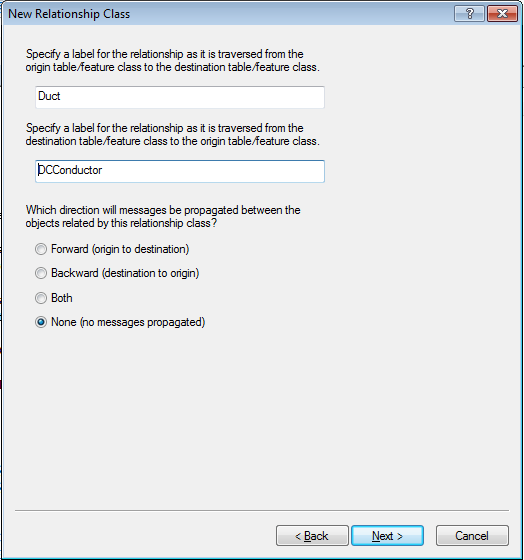 New Relationship Class
?
Specify a label for the relationship as it is traversed from the
origin table/feature class to the destination table/feature class.
Duct
Specify a label for the relationship as it is traversed from the
destination table/feature class to the origin table/feature class.
DCConductor
Which direction will messages be propagated between the
objects related by this relationship class?
Forward (origin to destination)
Backward (destination to origin)
Both
None (no messages propagated)
< Back Next > Cancel